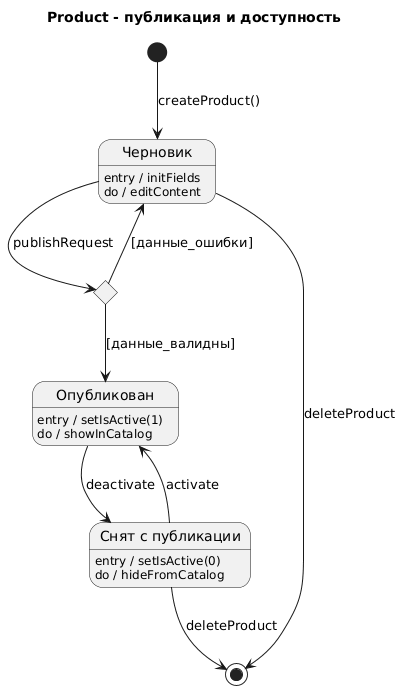 Product - публикация и доступность
createProduct()
Черновик
entry / initFields
do / editContent
publishRequest
[данные_ошибки]
[данные_валидны]
Опубликован
entry / setIsActive(1)
do / showInCatalog
deleteProduct
deactivate
activate
Снят с публикации
entry / setIsActive(0)
do / hideFromCatalog
deleteProduct